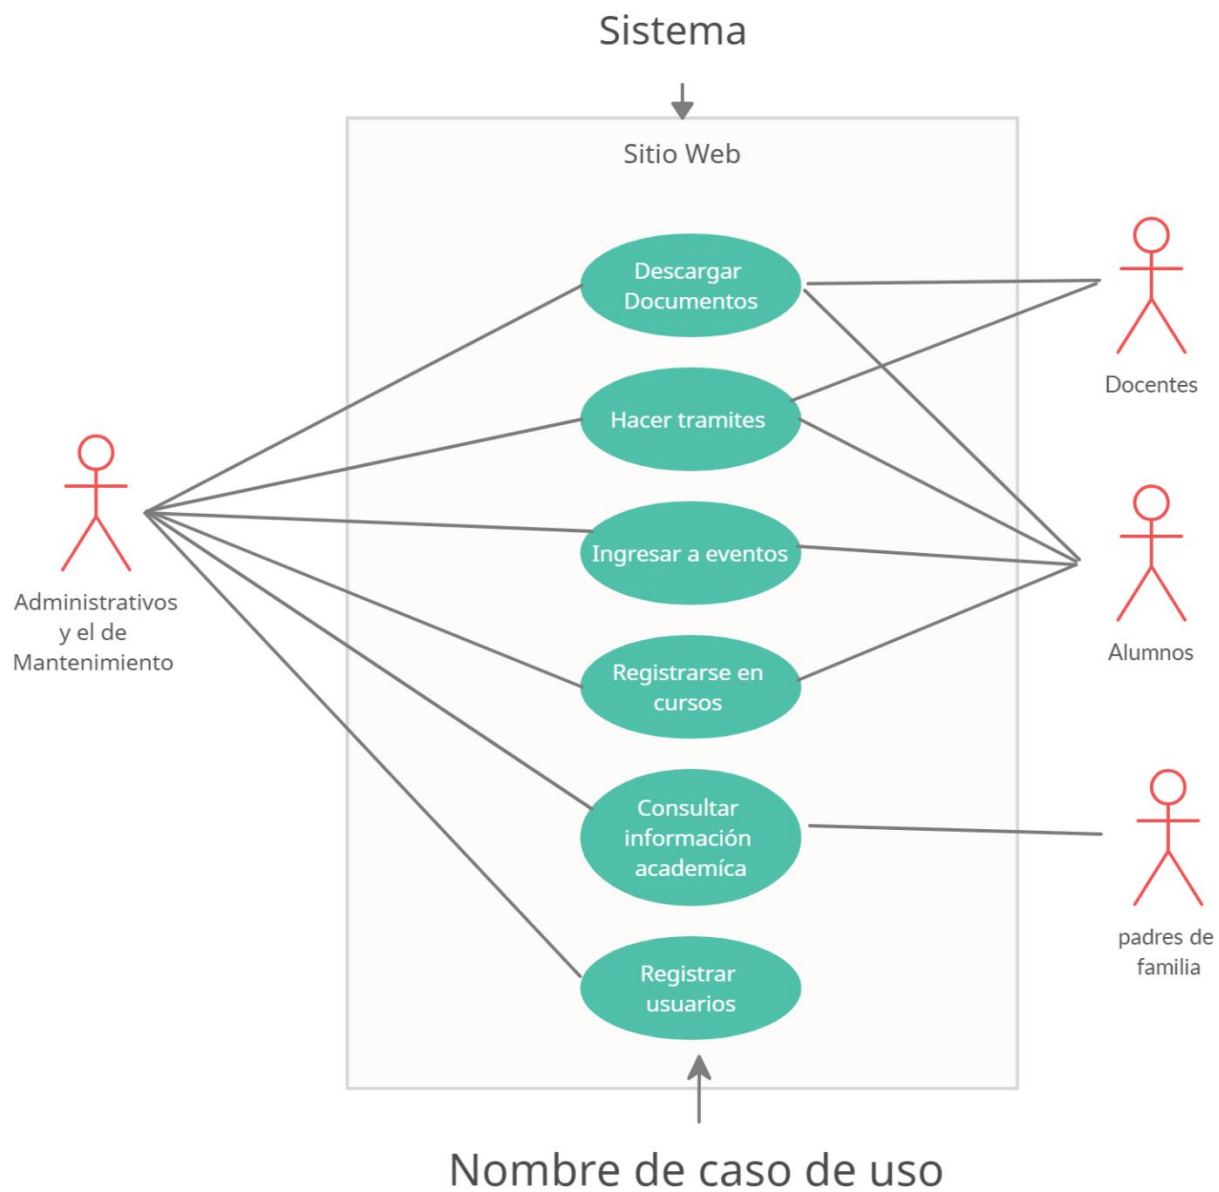 Sistema
Sitio Web
Descargar
Documentos
Docentes
Hacer tramites
Ingresar a eventos
Administrativos
y el de
Mantenimiento
Alumnos
Registrarse en
cursos
Consultar
información
academíca
padres de
familia
Registrar
usuarios
Nombre de caso de uso